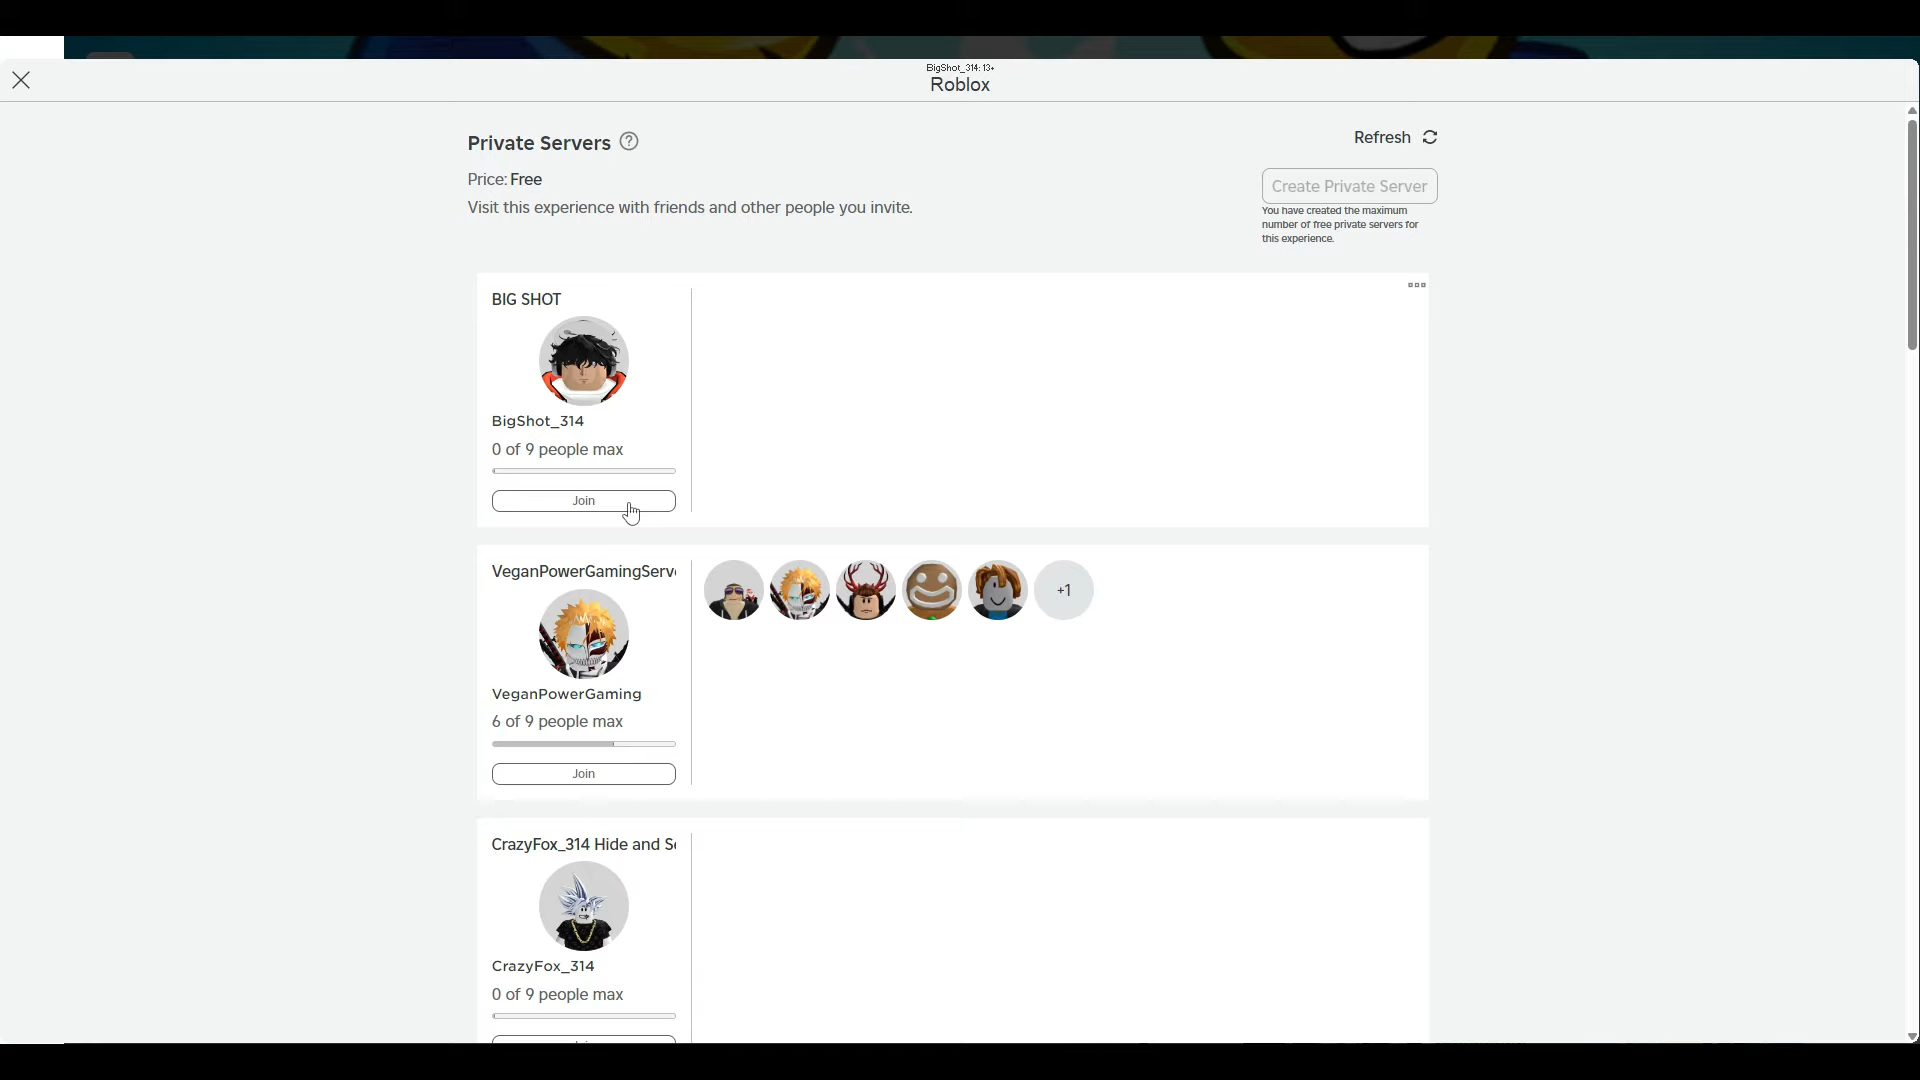 BigShot_314: 13+
Roblox
Private Servers
Refresh
Price: Free
Create Private Server
Visit this experience with friends and other people you invite.
You have created the maximum
number of free private servers for
this experience.
BIG SHOT
BigShot_314
0 of 9 people max
Join
VeganPowerGamingServ
+1
VeganPowerGaming
6 of 9 people max
Join
CrazyFox_314 Hide and S
CrazyFox_314
0 of 9 people max